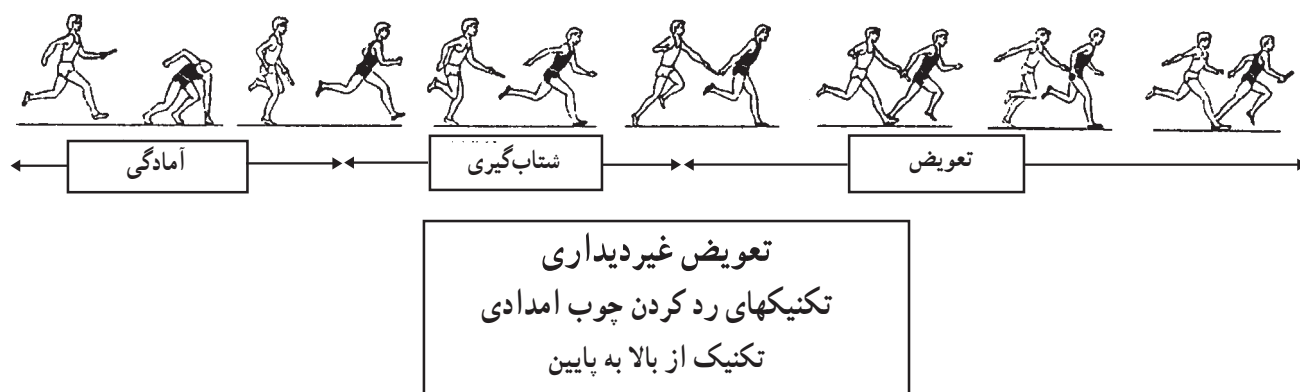 آمادگی
شتاب‌گیری
تعویض
تعویض غیردیداری
تکنیکهای رد کردن چوب امدادی
تکنیک از بالا به پایین